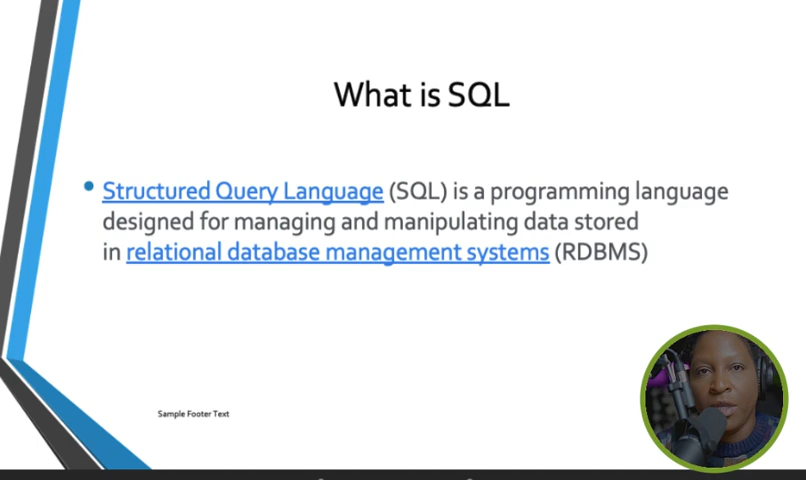 What is SQL
Structured Query Language (SQL) is a programming language
designed for managing and manipulating data stored
in relational database management systems (RDBMS)
Sample Footer Text